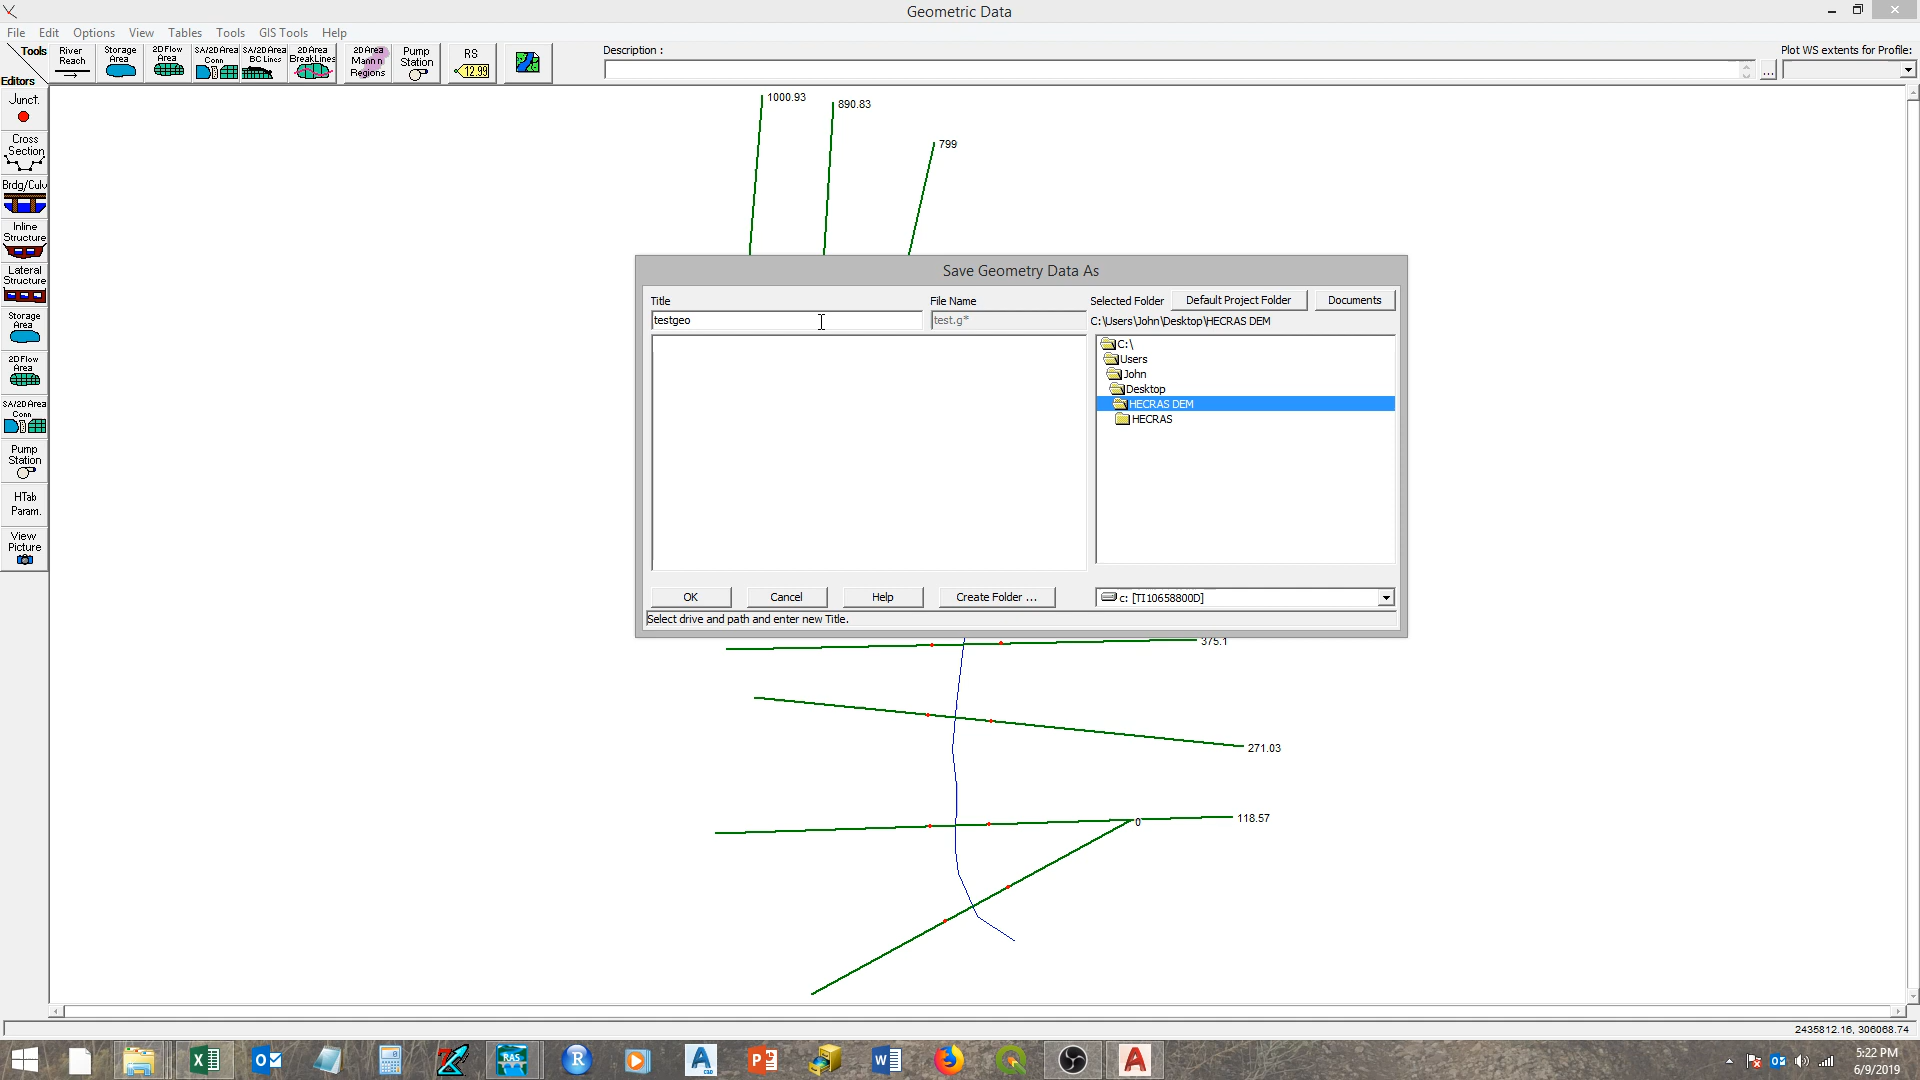 Geometric Data
File Edit Options View Tables Tools GIS Tools Help
Tools
Editors
River
Reach
Storage
Area
2D Flow
Area
SA/2D Area
Conn
SA/2D Area
BC Lines
2D Area
BreakLines
2D Area
Mann n
Regions
Pump
Station
RS
12.99
Description :
...
Plot WS extents for Profile:
Junct.
Cross
Section
Brdg/Culv
Inline
Structure
Lateral
Structure
Storage
Area
2D Flow
Area
SA/2D Area
Conn
Pump
Station
HTab
Param.
View
Picture
1000.93
890.83
799
Save Geometry Data As
Title
File Name
Selected Folder
Default Project Folder
Documents
testgeo
test.g*
C:\Users\John\Desktop\HECRAS DEM
C:\
Users
John
Desktop
HECRAS DEM
HECRAS
OK
Cancel
Help
Create Folder ...
c: [TI10658800D]
Select drive and path and enter new Title.
375.1
271.03
118.57
0
2435812.16, 306068.74
RAS
R
A
CAD
5:22 PM
6/9/2019